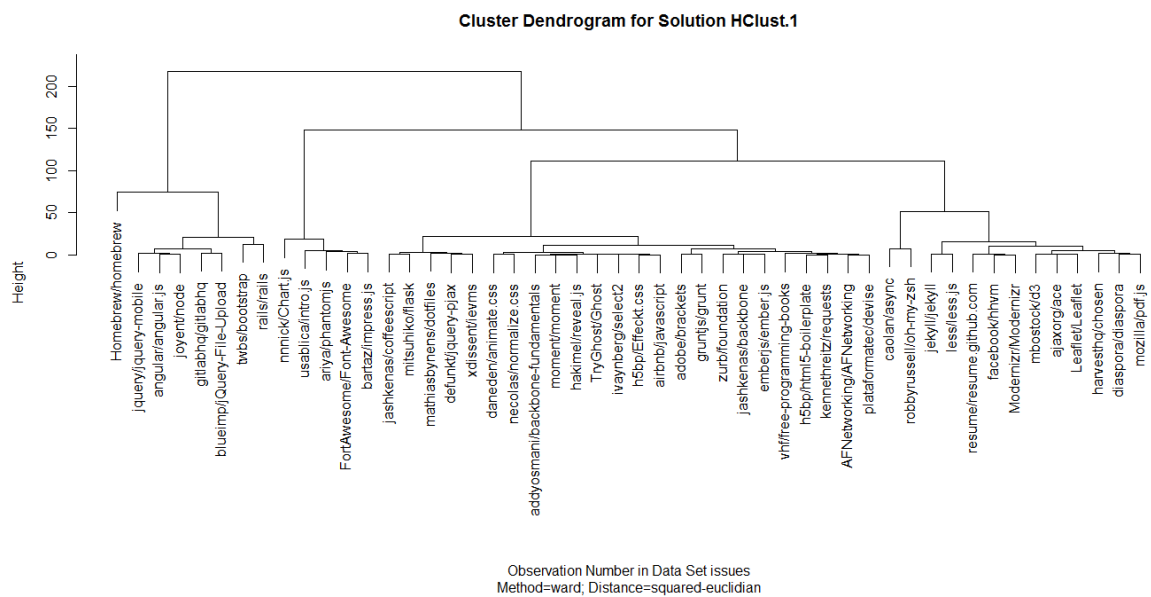 Cluster Dendrogram for Solution HClust.1
Height
0
50
100
150
200
Homebrew/homebrew
jquery/jquery-mobile
angular/angular.js
joyent/node
gitlabhq/gitlabhq
blueimp/jQuery-File-Upload
twbs/bootstrap
rails/rails
nnnick/Chart.js
usablica/intro.js
ariya/phantomjs
FortAwesome/Font-Awesome
bartaz/impress.js
jashkenas/coffeescript
mitsuhiko/flask
mathiasbynens/dotfiles
defunkt/jquery-pjax
xdissent/ievms
daneden/animate.css
necolas/normalize.css
addyosmani/backbone-fundamentals
moment/moment
hakimel/reveal.js
TryGhost/Ghost
ivaynberg/select2
h5bp/Effeckt.css
airbnb/javascript
adobe/brackets
gruntjs/grunt
zurb/foundation
jashkenas/backbone
emberjs/ember.js
vhf/free-programming-books
h5bp/html5-boilerplate
kennethreitz/requests
AFNetworking/AFNetworking
plataformatec/devise
caolan/async
robbyrussell/oh-my-zsh
jekyll/jekyll
less/less.js
resume/resume.github.com
facebook/hhvm
Modernizr/Modernizr
mbostock/d3
ajaxorg/ace
Leaflet/Leaflet
harvesthq/chosen
diaspora/diaspora
mozilla/pdf.js
Observation Number in Data Set issues
Method=ward; Distance=squared-euclidian